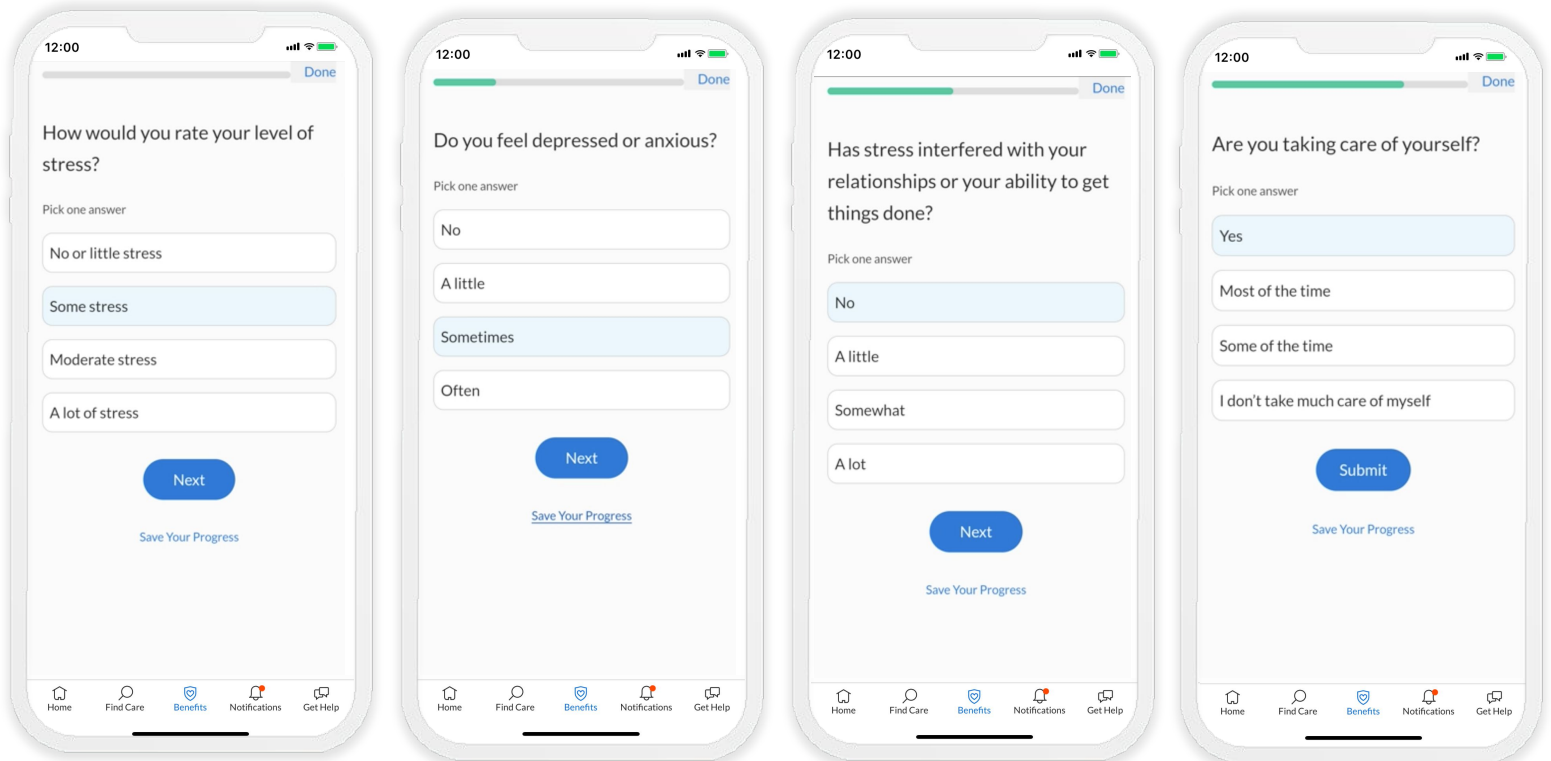 12:00
Done
How would you rate your level of
stress?
Pick one answer
No or little stress
Some stress
Moderate stress
A lot of stress
Next
Save Your Progress
Home
Find Care
Benefits
Notifications
Get Help
12:00
Done
Do you feel depressed or anxious?
Pick one answer
No
A little
Sometimes
Often
Next
Save Your Progress
Home
Find Care
Benefits
Notifications
Get Help
12:00
Done
Has stress interfered with your
relationships or your ability to get
things done?
Pick one answer
No
A little
Somewhat
A lot
Next
Save Your Progress
Home
Find Care
Benefits
Notifications
Get Help
12:00
Done
Are you taking care of yourself?
Pick one answer
Yes
Most of the time
Some of the time
I don't take much care of myself
Submit
Save Your Progress
Home
Find Care
Benefits
Notifications
Get Help